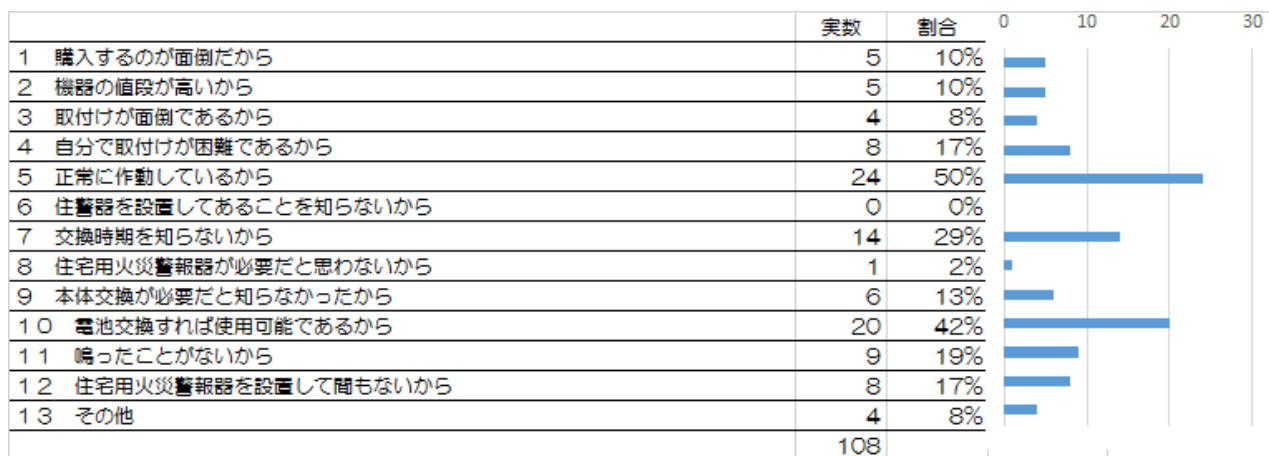 実数 割合 0 10 20 30
1 購入するのが面倒だから 5 10%
2 機器の値段が高いから 5 10%
3 取付けが面倒であるから 4 8%
4 自分で取付けが困難であるから 8 17%
5 正常に作動しているから 24 50%
6 住警器を設置してあることを知らないから 0 0%
7 交換時期を知らないから 14 29%
8 住宅用火災警報器が必要だと思わないから 1 2%
9 本体交換が必要だと知らなかったから 6 13%
10 電池交換すれば使用可能であるから 20 42%
11 鳴ったことがないから 9 19%
12 住宅用火災警報器を設置して間もないから 8 17%
13 その他 4 8%
108